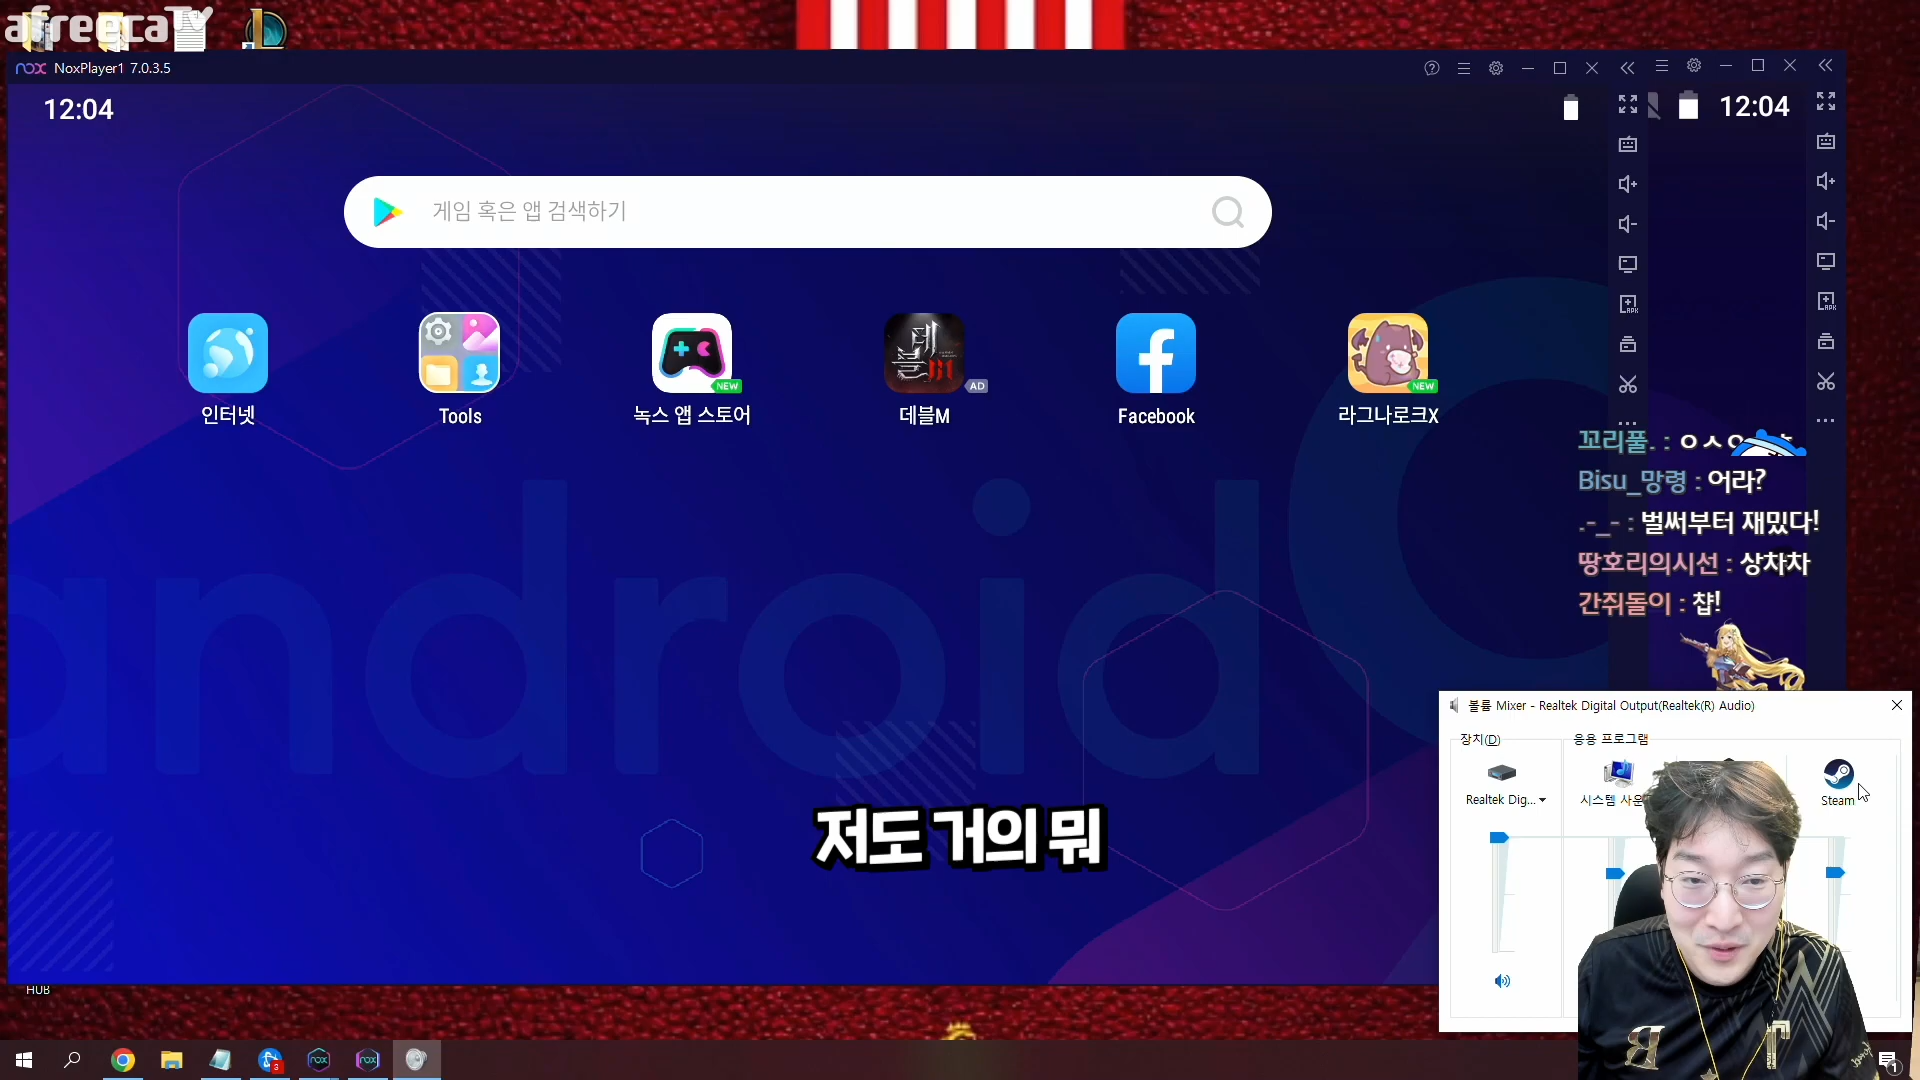 afreecaTV
nox NoxPlayer1 7.0.3.5
12:04
12:04
게임 혹은 앱 검색하기
인터넷
Tools
NEW
녹스 앱 스토어
AD
데블M
Facebook
NEW
라그나로크X
꼬리풀. :
Bisu_망령 : 어라?
.-_- : 벌써부터 재밌다!
땅호리의시선 : 상차차
간쥐돌이 : 챱!
볼륨 Mixer - Realtek Digital Output(Realtek(R) Audio)
장치(D)
응용 프로그램
Realtek Dig...
시스템 사운
Steam
저도 거의 뭐
HUB
3
nox
nox
1